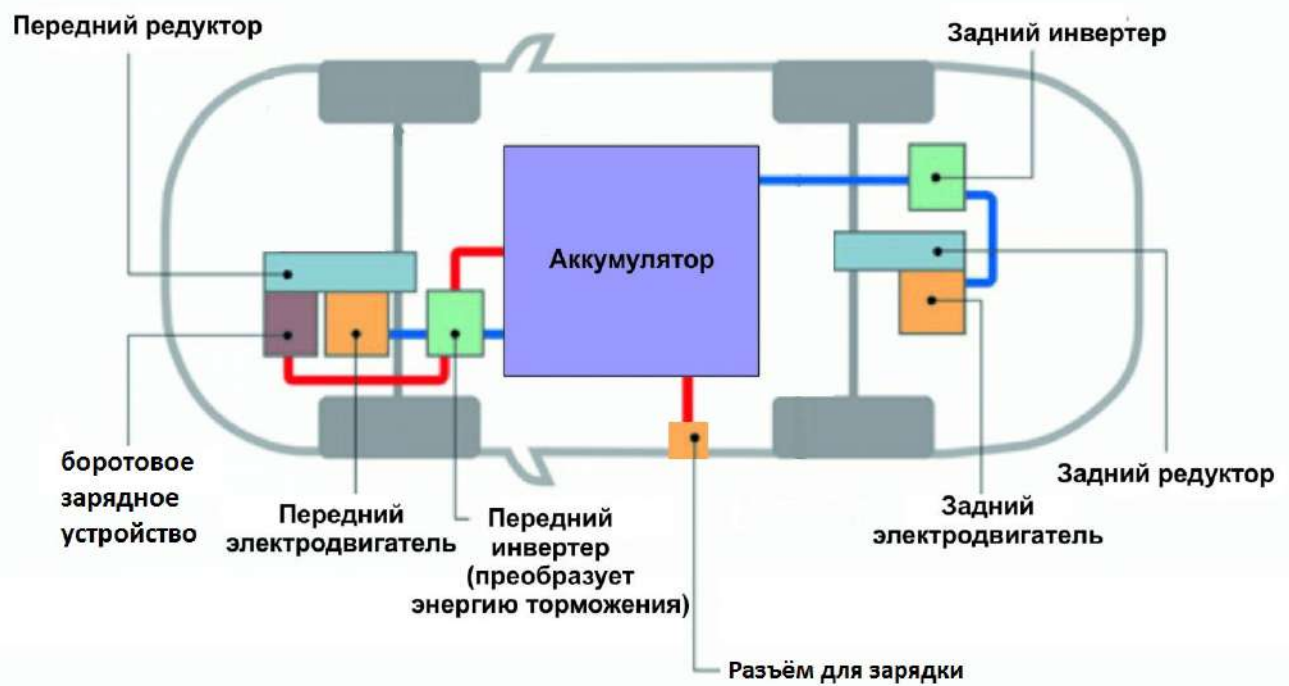 Передний редуктор
Задний инвертер
Аккумулятор
боротовое
зарядное
устройство
Передний
электродвигатель
Передний
инвертер
(преобразует
энергию торможения)
Задний
электродвигатель
Задний редуктор
Разъём для зарядки